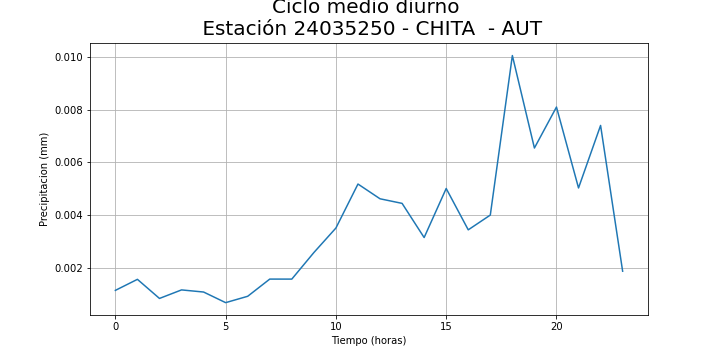 Ciclo medio diurno
Estación 24035250 - CHITA - AUT
0.010
0.008
0.006
0.004
0.002
Precipitacion (mm)
0
5
10
15
20
Tiempo (horas)